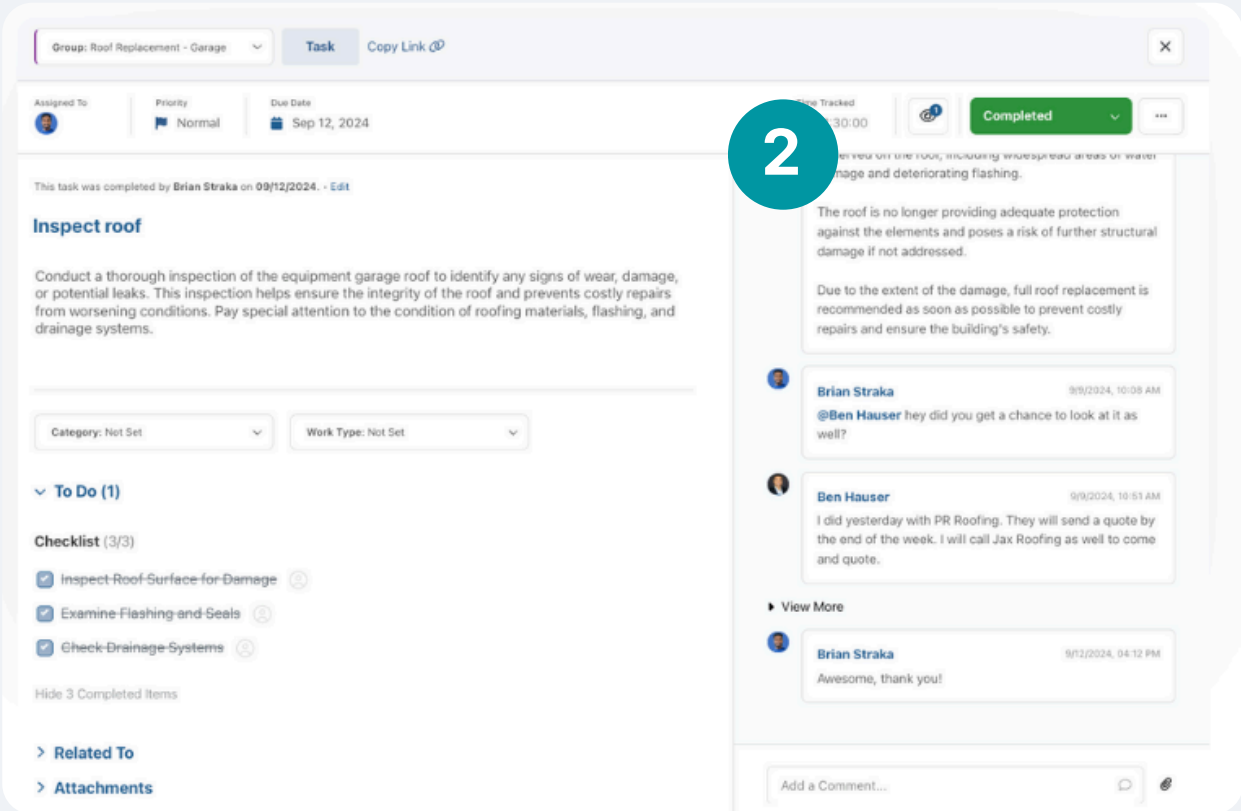 Group: Roof Replacement - Garage
Task
Copy Link
Assigned To
Priority
Normal
Due Date
Sep 12, 2024
Time Tracked
:30:00
1
Completed
...
2
This task was completed by Brian Straka on 09/12/2024. - Edit
Inspect roof
Conduct a thorough inspection of the equipment garage roof to identify any signs of wear, damage,
or potential leaks. This inspection helps ensure the integrity of the roof and prevents costly repairs
from worsening conditions. Pay special attention to the condition of roofing materials, flashing, and
drainage systems.
Category: Not Set
Work Type: Not Set
To Do (1)
Checklist (3/3)
Inspect Roof Surface for Damage
Examine Flashing and Seals
Check Drainage Systems
Hide 3 Completed Items
Related To
Attachments
on the roof, including widespread areas of water
and deteriorating flashing.
The roof is no longer providing adequate protection
against the elements and poses a risk of further structural
damage if not addressed.
Due to the extent of the damage, full roof replacement is
recommended as soon as possible to prevent costly
repairs and ensure the building's safety.
Brian Straka
9/9/2024, 10:08 AM
@Ben Hauser hey did you get a chance to look at it as
well?
Ben Hauser
9/9/2024, 10:51 AM
I did yesterday with PR Roofing. They will send a quote by
the end of the week. I will call Jax Roofing as well to come
and quote.
View More
Brian Straka
9/12/2024, 04:12 PM
Awesome, thank you!
Add a Comment...